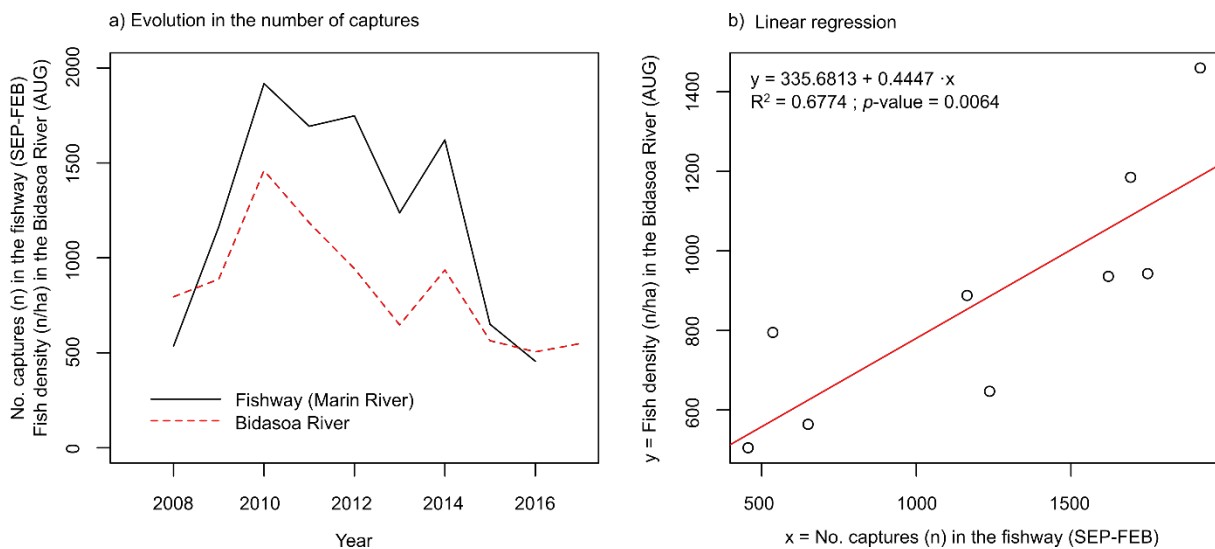 a) Evolution in the number of captures
No. captures (n) in the fishway (SEP-FEB)
Fish density (n/ha) in the Bidasoa River (AUG)
2000
1500
1000
500
0
Fishway (Marin River)
Bidasoa River
2008
2010
2012
2014
2016
Year
b) Linear regression
y = Fish density (n/ha) in the Bidasoa River (AUG)
1400
1200
1000
800
600
y = 335.6813 + 0.4447 ·x
R² = 0.6774 ; p-value = 0.0064
500
1000
1500
x = No. captures (n) in the fishway (SEP-FEB)